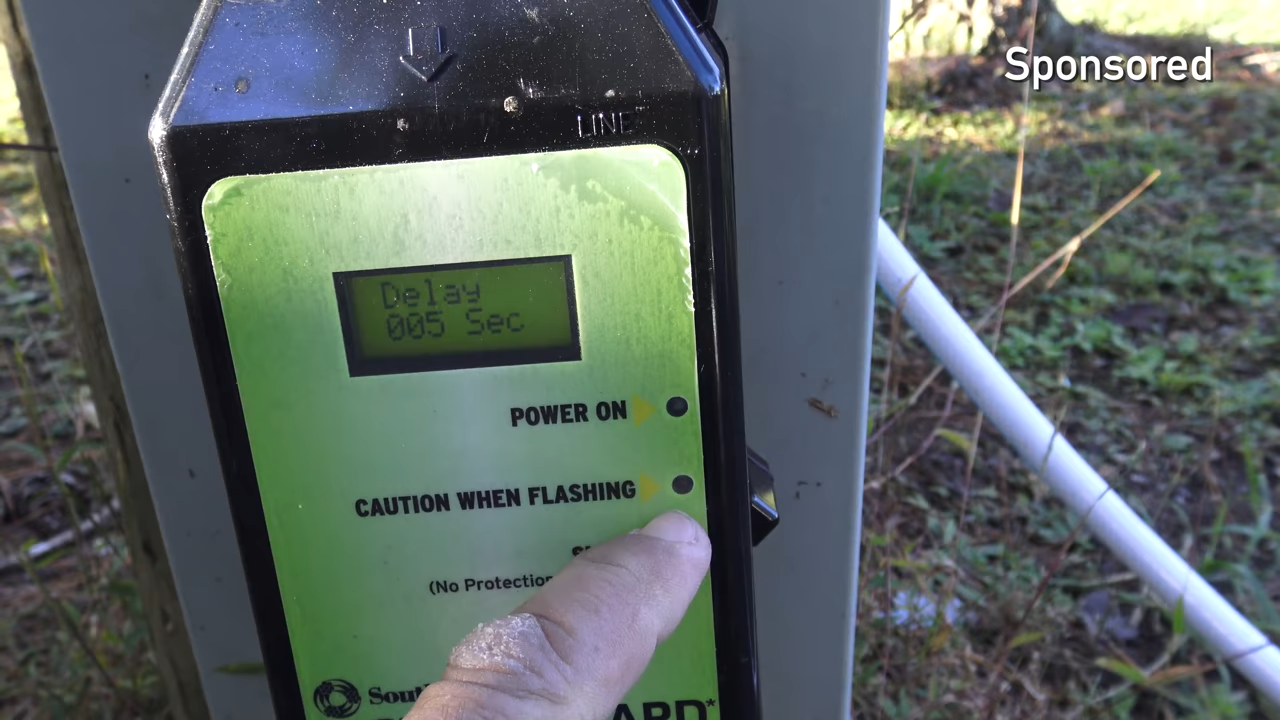 Sponsored
LINE
Delay
005 Sec
POWER ON
CAUTION WHEN FLASHING
(No Protection